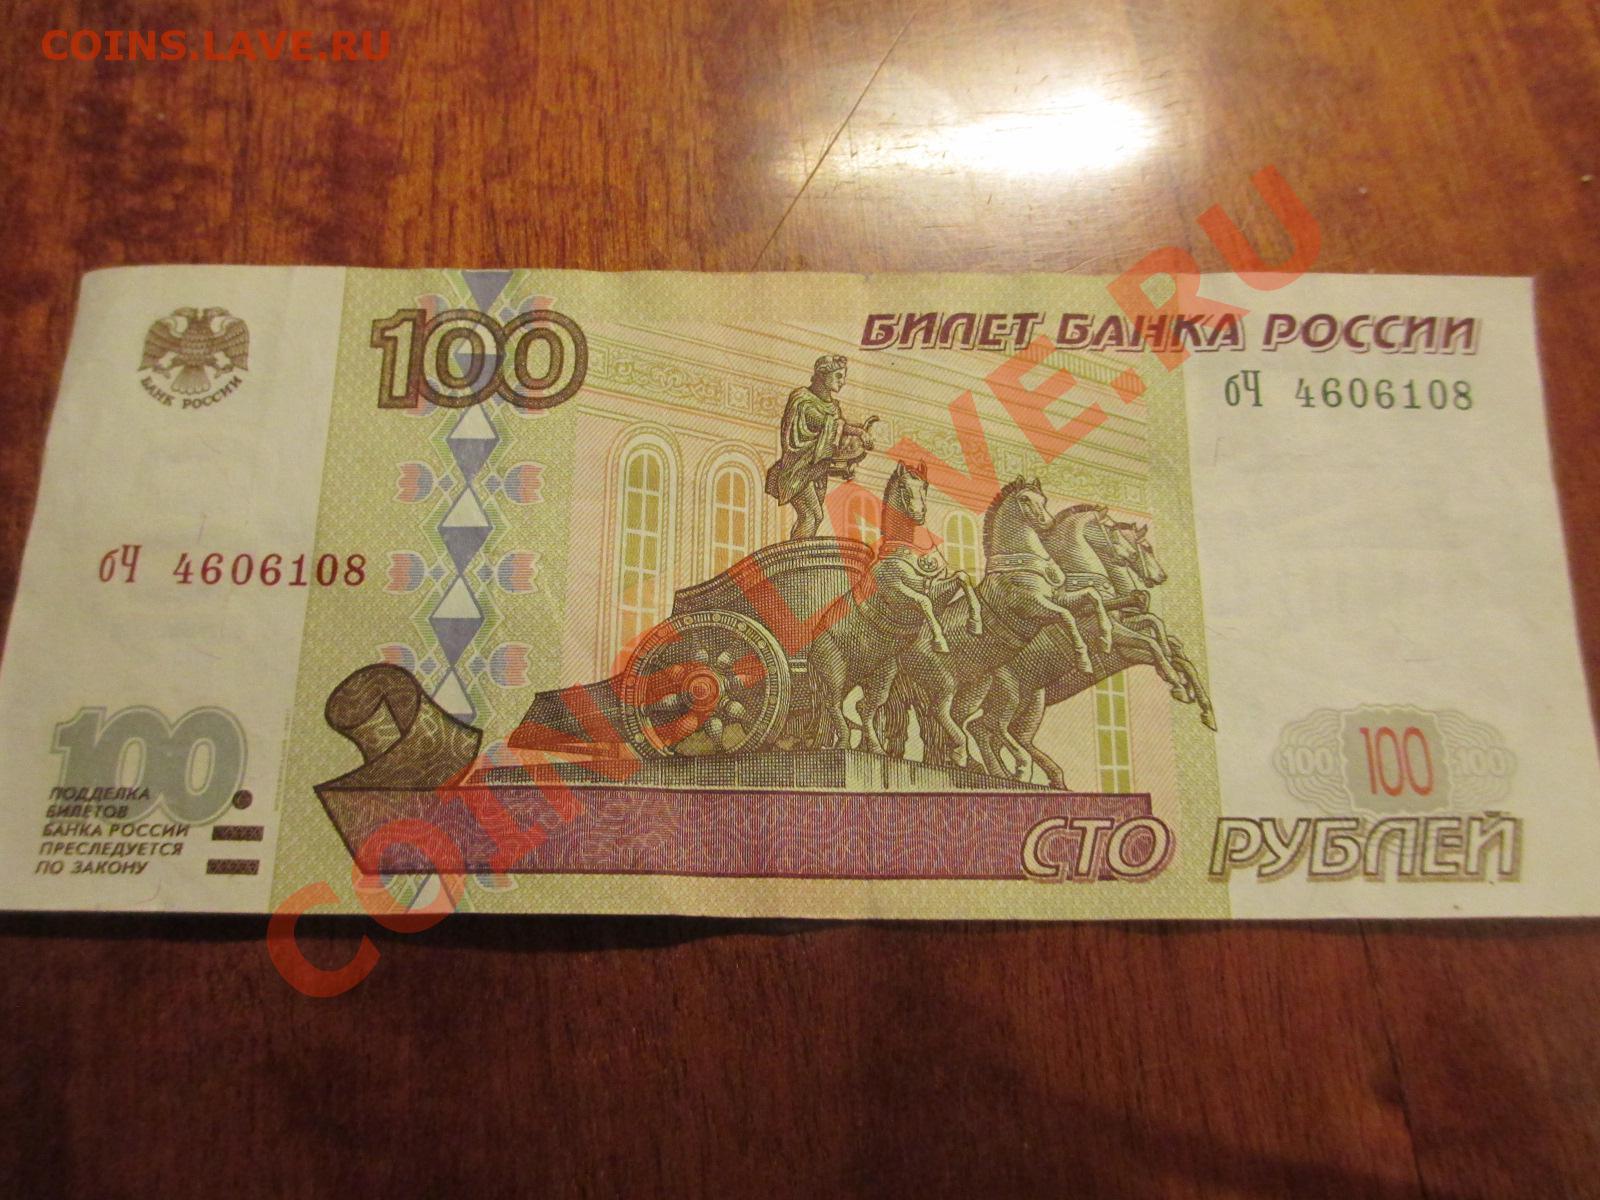 COINS.LAVE.RU
100
БИЛЕТ БАНКА РОССИИ
БАНК РОССИИ
бЧ 4606108
бЧ 4606108
100
ПОДДЕЛКА
БИЛЕТОВ
БАНКА РОССИИ
ПРЕСЛЕДУЕТСЯ
ПО ЗАКОНУ
100 100 100
СТО РУБЛЕЙ
COINS.LAVE.RU